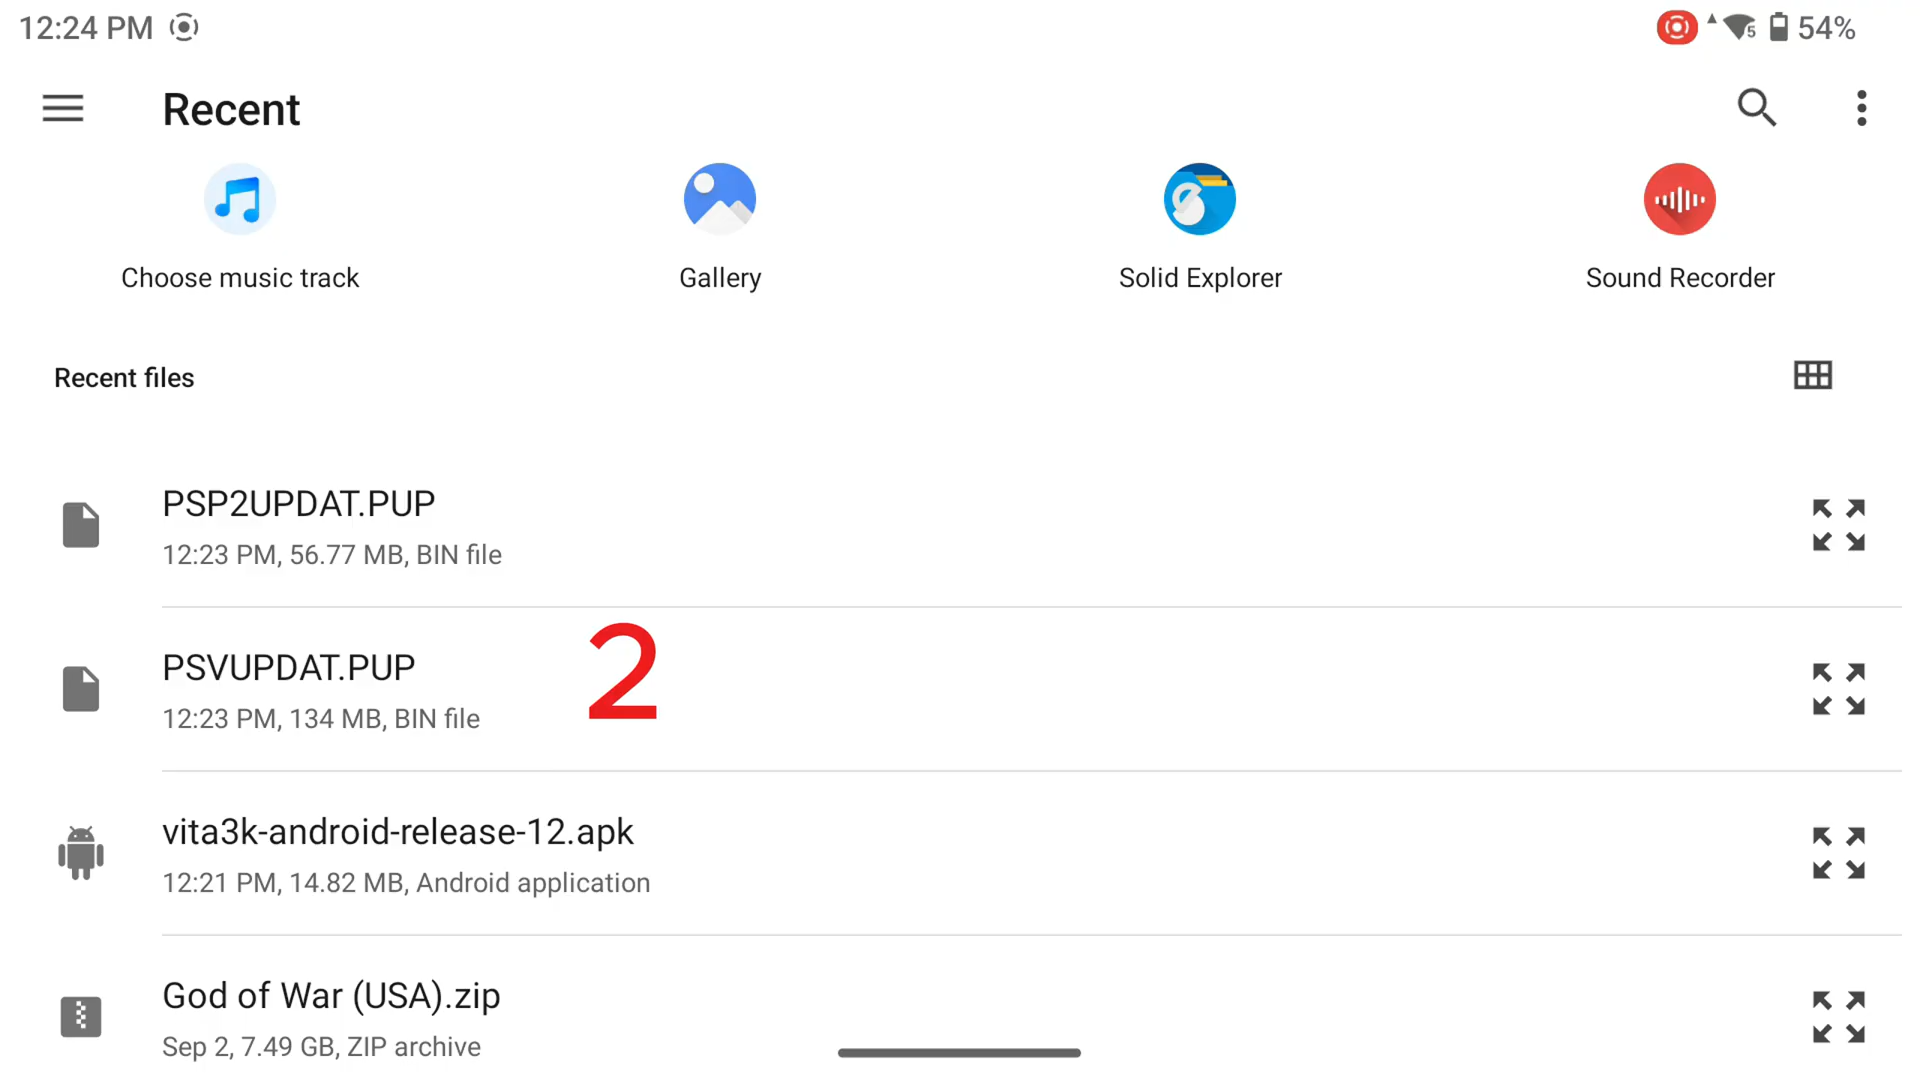 12:24 PM
5 54%
Recent
Choose music track
Gallery
Solid Explorer
Sound Recorder
Recent files
PSP2UPDAT.PUP
12:23 PM, 56.77 MB, BIN file
PSVUPDAT.PUP
12:23 PM, 134 MB, BIN file
2
vita3k-android-release-12.apk
12:21 PM, 14.82 MB, Android application
God of War (USA).zip
Sep 2, 7.49 GB, ZIP archive